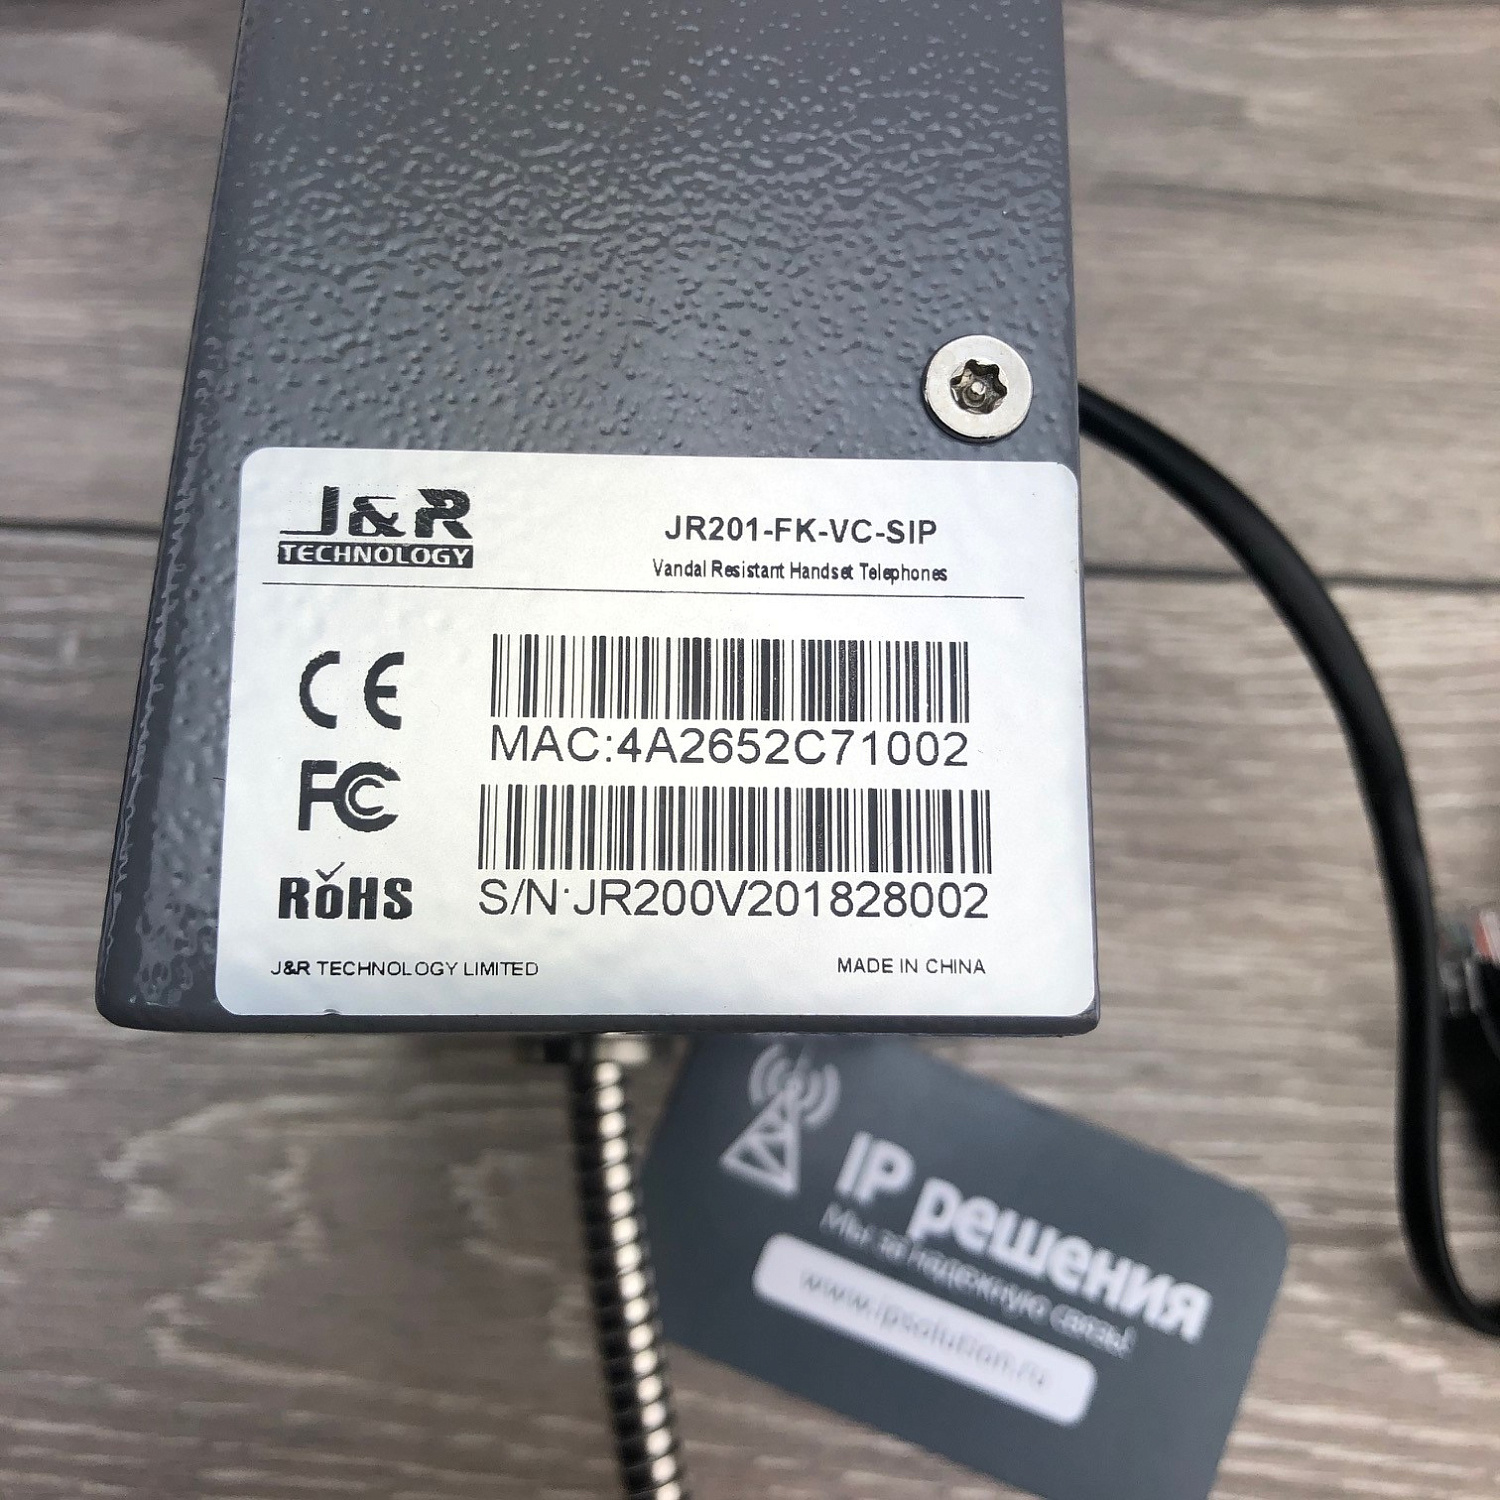 J&R
TECHNOLOGY
JR201-FK-VC-SIP
Vandal Resistant Handset Telephones
CE
FC
RoHS
MAC:4A2652C71002
S/N:JR200V201828002
J&R TECHNOLOGY LIMITED
MADE IN CHINA
IP решения
Мы за надежную связь!
www.ipsolution.ru